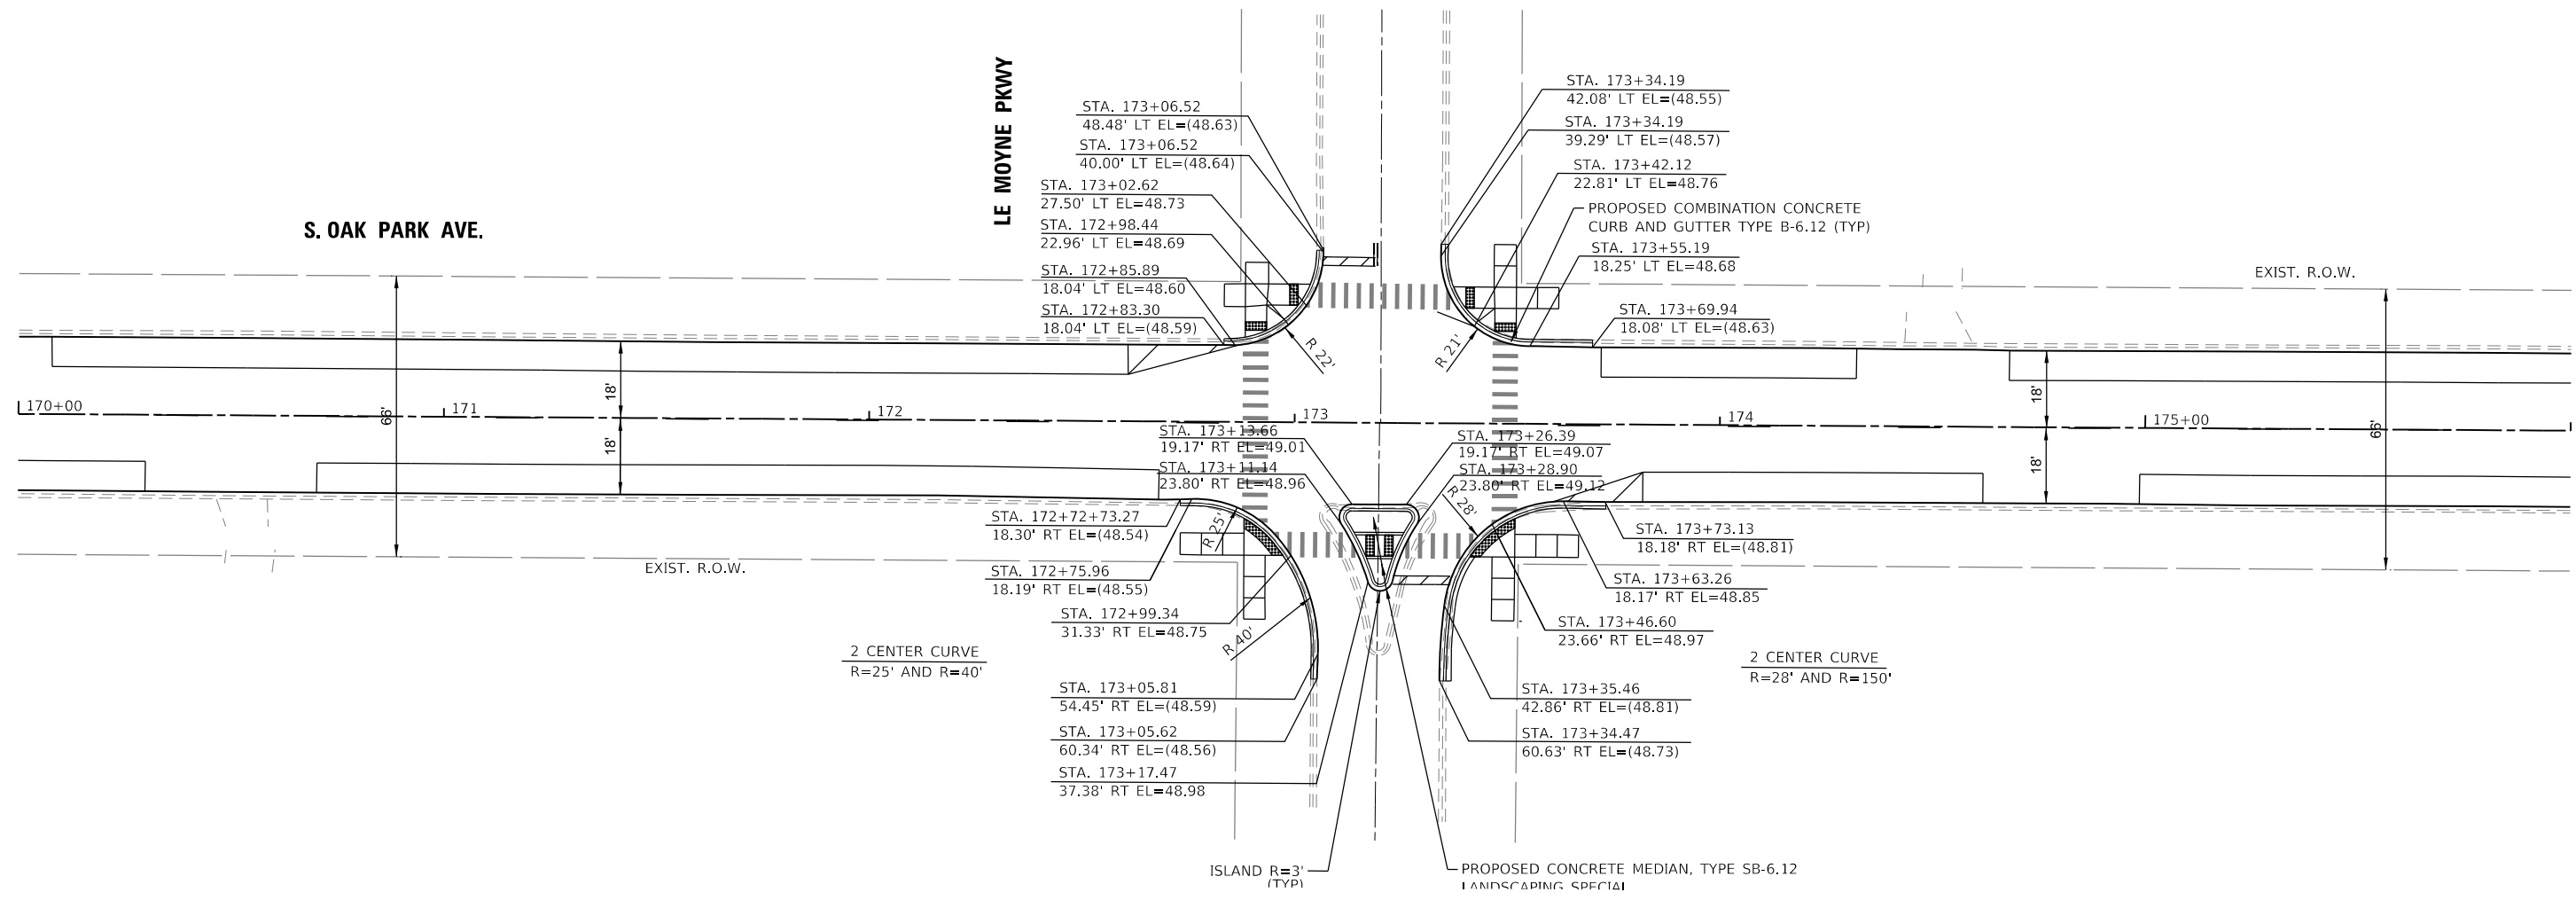 LE MOYNE PKWY
S. OAK PARK AVE.
STA. 173+06.52
48.48' LT EL=(48.63)
STA. 173+06.52
40.00' LT EL=(48.64)
STA. 173+02.62
27.50' LT EL=48.73
STA. 172+98.44
22.96' LT EL=48.69
STA. 172+85.89
18.04' LT EL=48.60
STA. 172+83.30
18.04' LT EL=(48.59)
STA. 173+34.19
42.08' LT EL=(48.55)
STA. 173+34.19
39.29' LT EL=(48.57)
STA. 173+42.12
22.81' LT EL=48.76
PROPOSED COMBINATION CONCRETE
CURB AND GUTTER TYPE B-6.12 (TYP)
STA. 173+55.19
18.25' LT EL=48.68
STA. 173+69.94
18.08' LT EL=(48.63)
EXIST. R.O.W.
R 22'
R 21'
18'
18'
66'
170+00
171
172
173
174
175+00
18'
18'
66'
STA. 173+13.66
19.17' RT EL=49.01
STA. 173+11.14
23.80' RT EL=48.96
STA. 173+26.39
19.17' RT EL=49.07
STA. 173+28.90
23.80' RT EL=49.12
R 25'
R 28'
R 40'
STA. 172+72+73.27
18.30' RT EL=(48.54)
EXIST. R.O.W.
STA. 172+75.96
18.19' RT EL=(48.55)
STA. 172+99.34
31.33' RT EL=48.75
2 CENTER CURVE
R=25' AND R=40'
STA. 173+05.81
54.45' RT EL=(48.59)
STA. 173+05.62
60.34' RT EL=(48.56)
STA. 173+17.47
37.38' RT EL=48.98
STA. 173+73.13
18.18' RT EL=(48.81)
STA. 173+63.26
18.17' RT EL=48.85
STA. 173+46.60
23.66' RT EL=48.97
2 CENTER CURVE
R=28' AND R=150'
STA. 173+35.46
42.86' RT EL=(48.81)
STA. 173+34.47
60.63' RT EL=(48.73)
ISLAND R=3'
(TYP)
PROPOSED CONCRETE MEDIAN, TYPE SB-6.12
LANDSCAPING SPECIAL